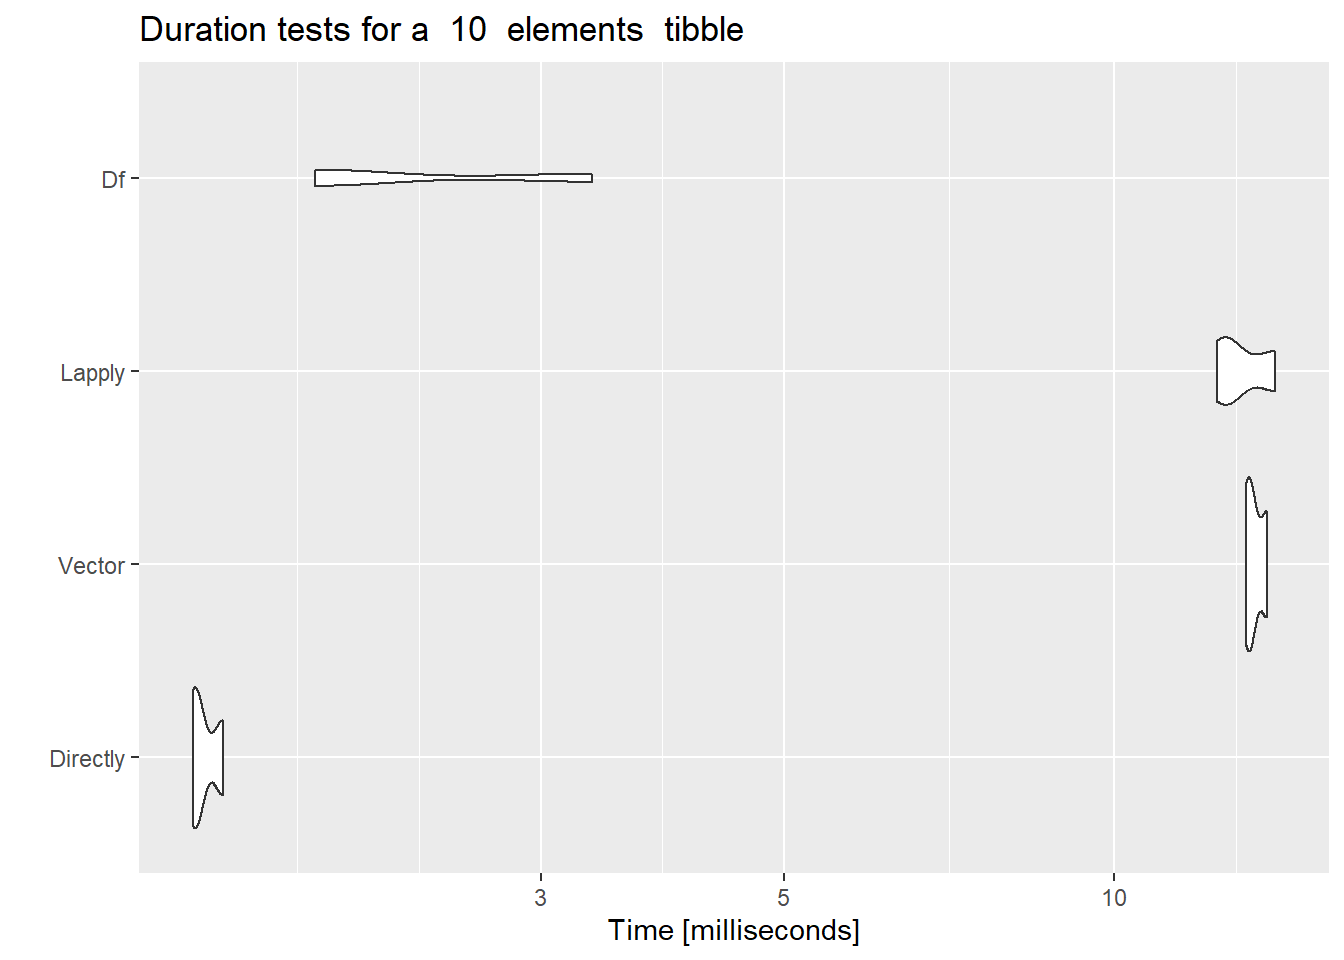 Duration tests for a  10  elements  tibble
Df
Lapply
Vector
Directly
3 5 10
Time [milliseconds]